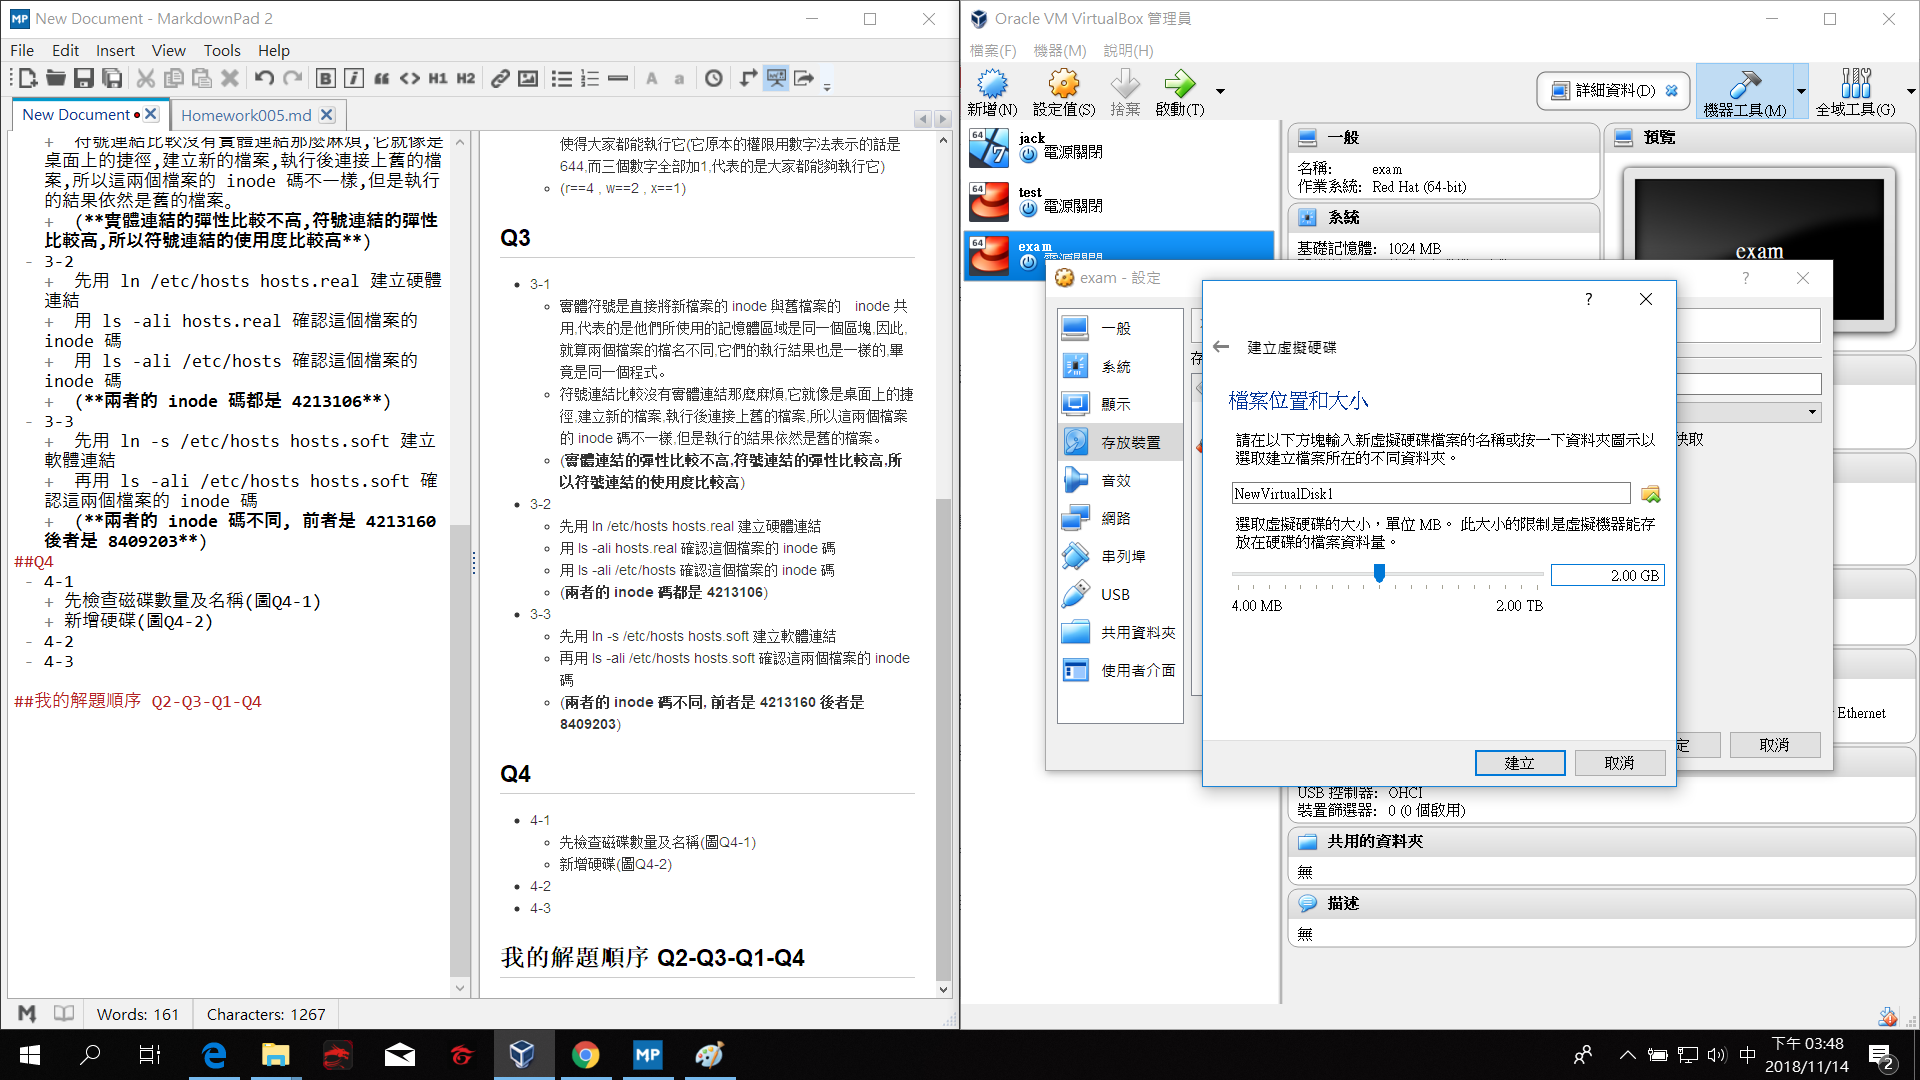 New Document - MarkdownPad 2
File Edit Insert View Tools Help
H1 H2
New Document
Homework005.md
+ 符號連結比較沒有實體連結那麼麻煩,它就像是
桌面上的捷徑,建立新的檔案,執行後連接上舊的檔
案,所以這兩個檔案的 inode 碼不一樣,但是執行
的結果依然是舊的檔案。
+ (**實體連結的彈性比較不高,符號連結的彈性
比較高,所以符號連結的使用度比較高**)
- 3-2
+ 先用 ln /etc/hosts hosts.real 建立硬體
連結
+ 用 ls -ali hosts.real 確認這個檔案的
inode 碼
+ 用 ls -ali /etc/hosts 確認這個檔案的
inode 碼
+ (**兩者的 inode 碼都是 4213106**)
- 3-3
+ 先用 ln -s /etc/hosts hosts.soft 建立
軟體連結
+ 再用 ls -ali /etc/hosts hosts.soft 確
認這兩個檔案的 inode 碼
+ (**兩者的 inode 碼不同, 前者是 4213160
後者是 8409203**)
##Q4
- 4-1
+ 先檢查磁碟數量及名稱(圖Q4-1)
+ 新增硬碟(圖Q4-2)
- 4-2
- 4-3
##我的解題順序 Q2-Q3-Q1-Q4
使得大家都能執行它(它原本的權限用數字法表示的話是
644,而三個數字全部加1,代表的是大家都能夠執行它)
(r==4 , w==2 , x==1)
Q3
3-1
實體符號是直接將新檔案的 inode 與舊檔案的 inode 共
用,代表的是他們所使用的記憶體區域是同一個區塊,因此,
就算兩個檔案的檔名不同,它們的執行結果也是一樣的,畢
竟是同一個程式。
符號連結比較沒有實體連結那麼麻煩,它就像是桌面上的捷
徑,建立新的檔案,執行後連接上舊的檔案,所以這兩個檔案
的 inode 碼不一樣,但是執行的結果依然是舊的檔案。
(實體連結的彈性比較不高,符號連結的彈性比較高,所
以符號連結的使用度比較高)
3-2
先用 ln /etc/hosts hosts.real 建立硬體連結
用 ls -ali hosts.real 確認這個檔案的 inode 碼
用 ls -ali /etc/hosts 確認這個檔案的 inode 碼
(兩者的 inode 碼都是 4213106)
3-3
先用 ln -s /etc/hosts hosts.soft 建立軟體連結
再用 ls -ali /etc/hosts hosts.soft 確認這兩個檔案的 inode
碼
(兩者的 inode 碼不同, 前者是 4213160 後者是
8409203)
Q4
4-1
先檢查磁碟數量及名稱(圖Q4-1)
新增硬碟(圖Q4-2)
4-2
4-3
我的解題順序 Q2-Q3-Q1-Q4
Words: 161 Characters: 1267
Oracle VM VirtualBox 管理員
檔案(F) 機器(M) 說明(H)
新增(N) 設定值(S) 捨棄 啟動(T)
詳細資料(D) 機器工具(M) 全域工具(G)
64
jack
電源關閉
64
test
電源關閉
64
exam
電源關閉
一般
名稱: exam
作業系統: Red Hat (64-bit)
系統
基礎記憶體: 1024 MB
預覽
exam
exam - 設定
一般
系統
顯示
存放裝置
音效
網路
串列埠
USB
共用資料夾
使用者介面
快取
定 取消
建立虛擬硬碟
檔案位置和大小
請在以下方塊輸入新虛擬硬碟檔案的名稱或按一下資料夾圖示以
選取建立檔案所在的不同資料夾。
NewVirtualDisk1
選取虛擬硬碟的大小，單位 MB。 此大小的限制是虛擬機器能存
放在硬碟的檔案資料量。
2.00 GB
4.00 MB 2.00 TB
建立 取消
Ethernet
USB 控制器: OHCI
裝置篩選器: 0 (0 個啟用)
共用的資料夾
無
描述
無
MP
中
下午 03:48
2018/11/14
2